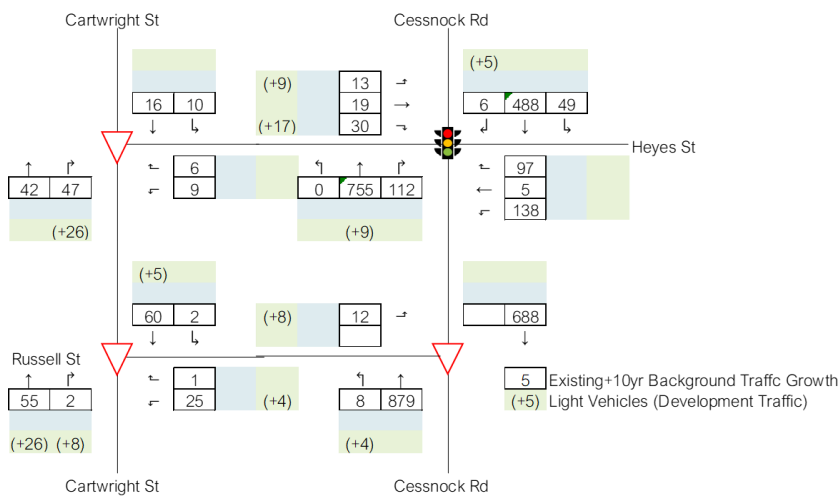 Cartwright St Cessnock Rd
(+5)
(+9) 13
16 10 19 6 488 49
(+17) 30
Heyes St
6 97
42 47 9 0 755 112 5
138
(+26) (+9)
(+5)
60 2 (+8) 12 688
Russell St
1
55 2 25 (+4) 8 879
5 Existing+10yr Background Traffc Growth
(+5) Light Vehicles (Development Traffic)
(+26) (+8) (+4)
Cartwright St Cessnock Rd